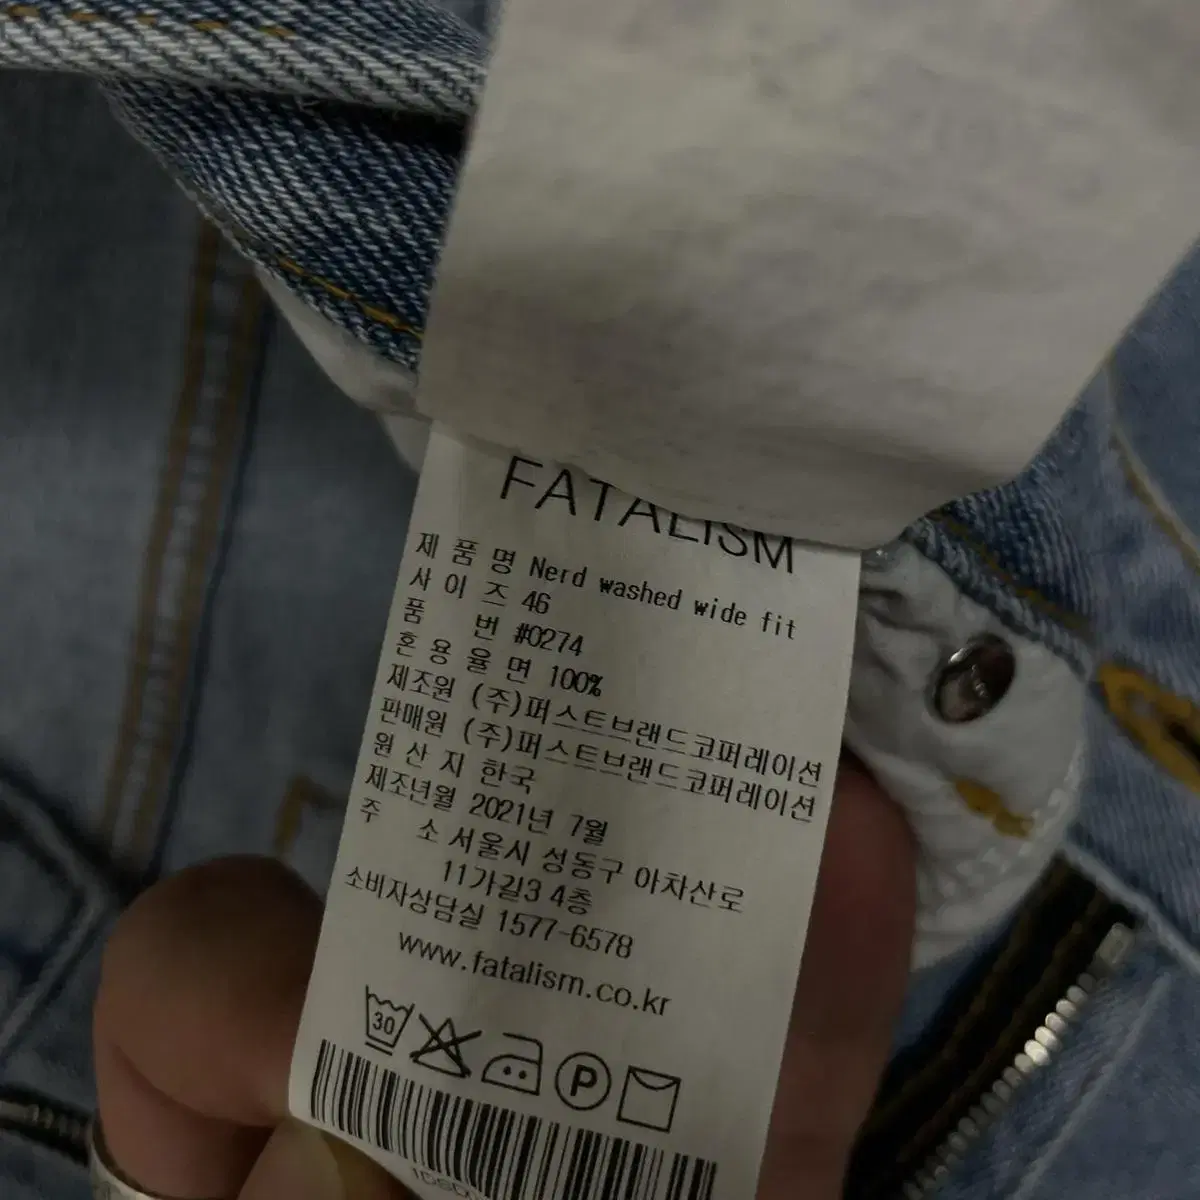 FATALISM
제 품 명 Nerd washed wide fit
사 이 즈 46
품 번 #0274
혼 용 율 면 100%
제조원 (주)퍼스트브랜드코퍼레이션
판매원 (주)퍼스트브랜드코퍼레이션
원 산 지 한국
제조년월 2021년 7월
주 소 서울시 성동구 아차산로
11가길3 4층
소비자상담실 1577-6578
www.fatalism.co.kr
30
P